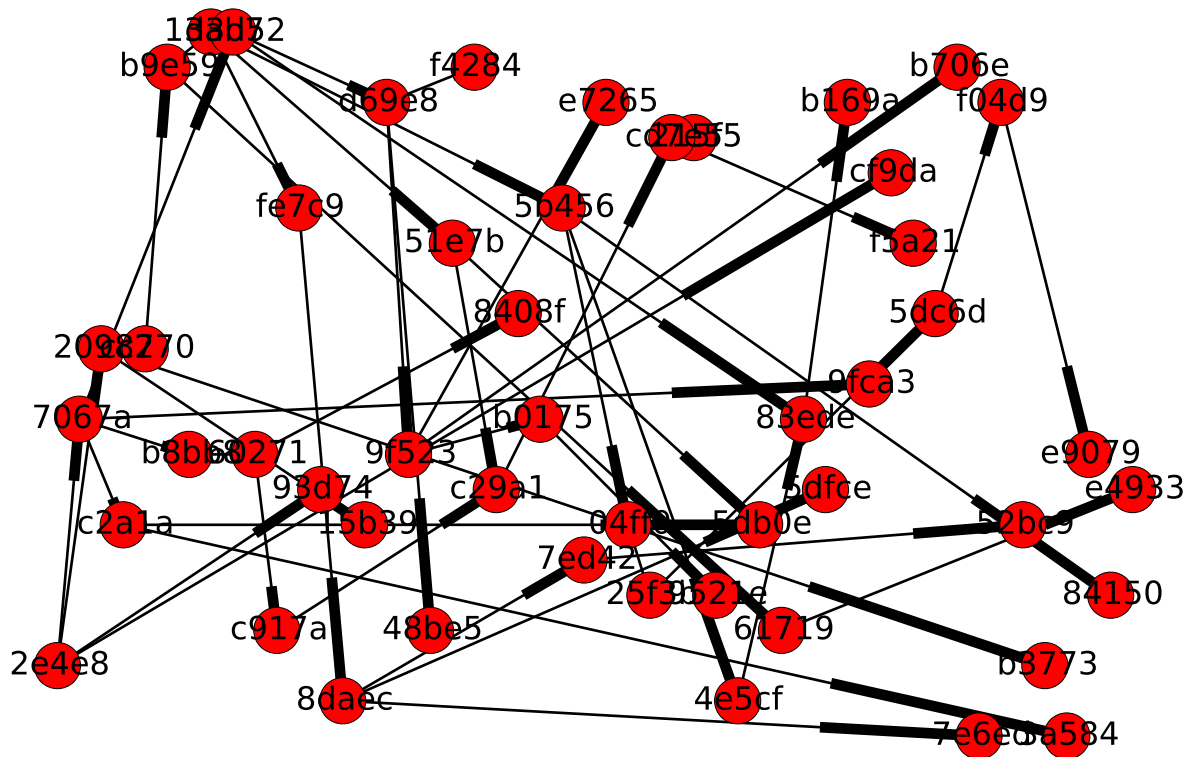 b9e59
f4284
b706e
d69e8
e7265
b169a
f04d9
cf9da
fe7c9
5b456
51e7b
f5a21
8408f
5dc6d
9fca3
7067a
b0175
83ede
9f523
e9079
93d74
c29a1
5dfce
e4933
c2a1a
15b39
5db0e
52bc9
7ed42
9521e
84150
c917a
48be5
61719
2e4e8
b3773
8daec
4e5cf